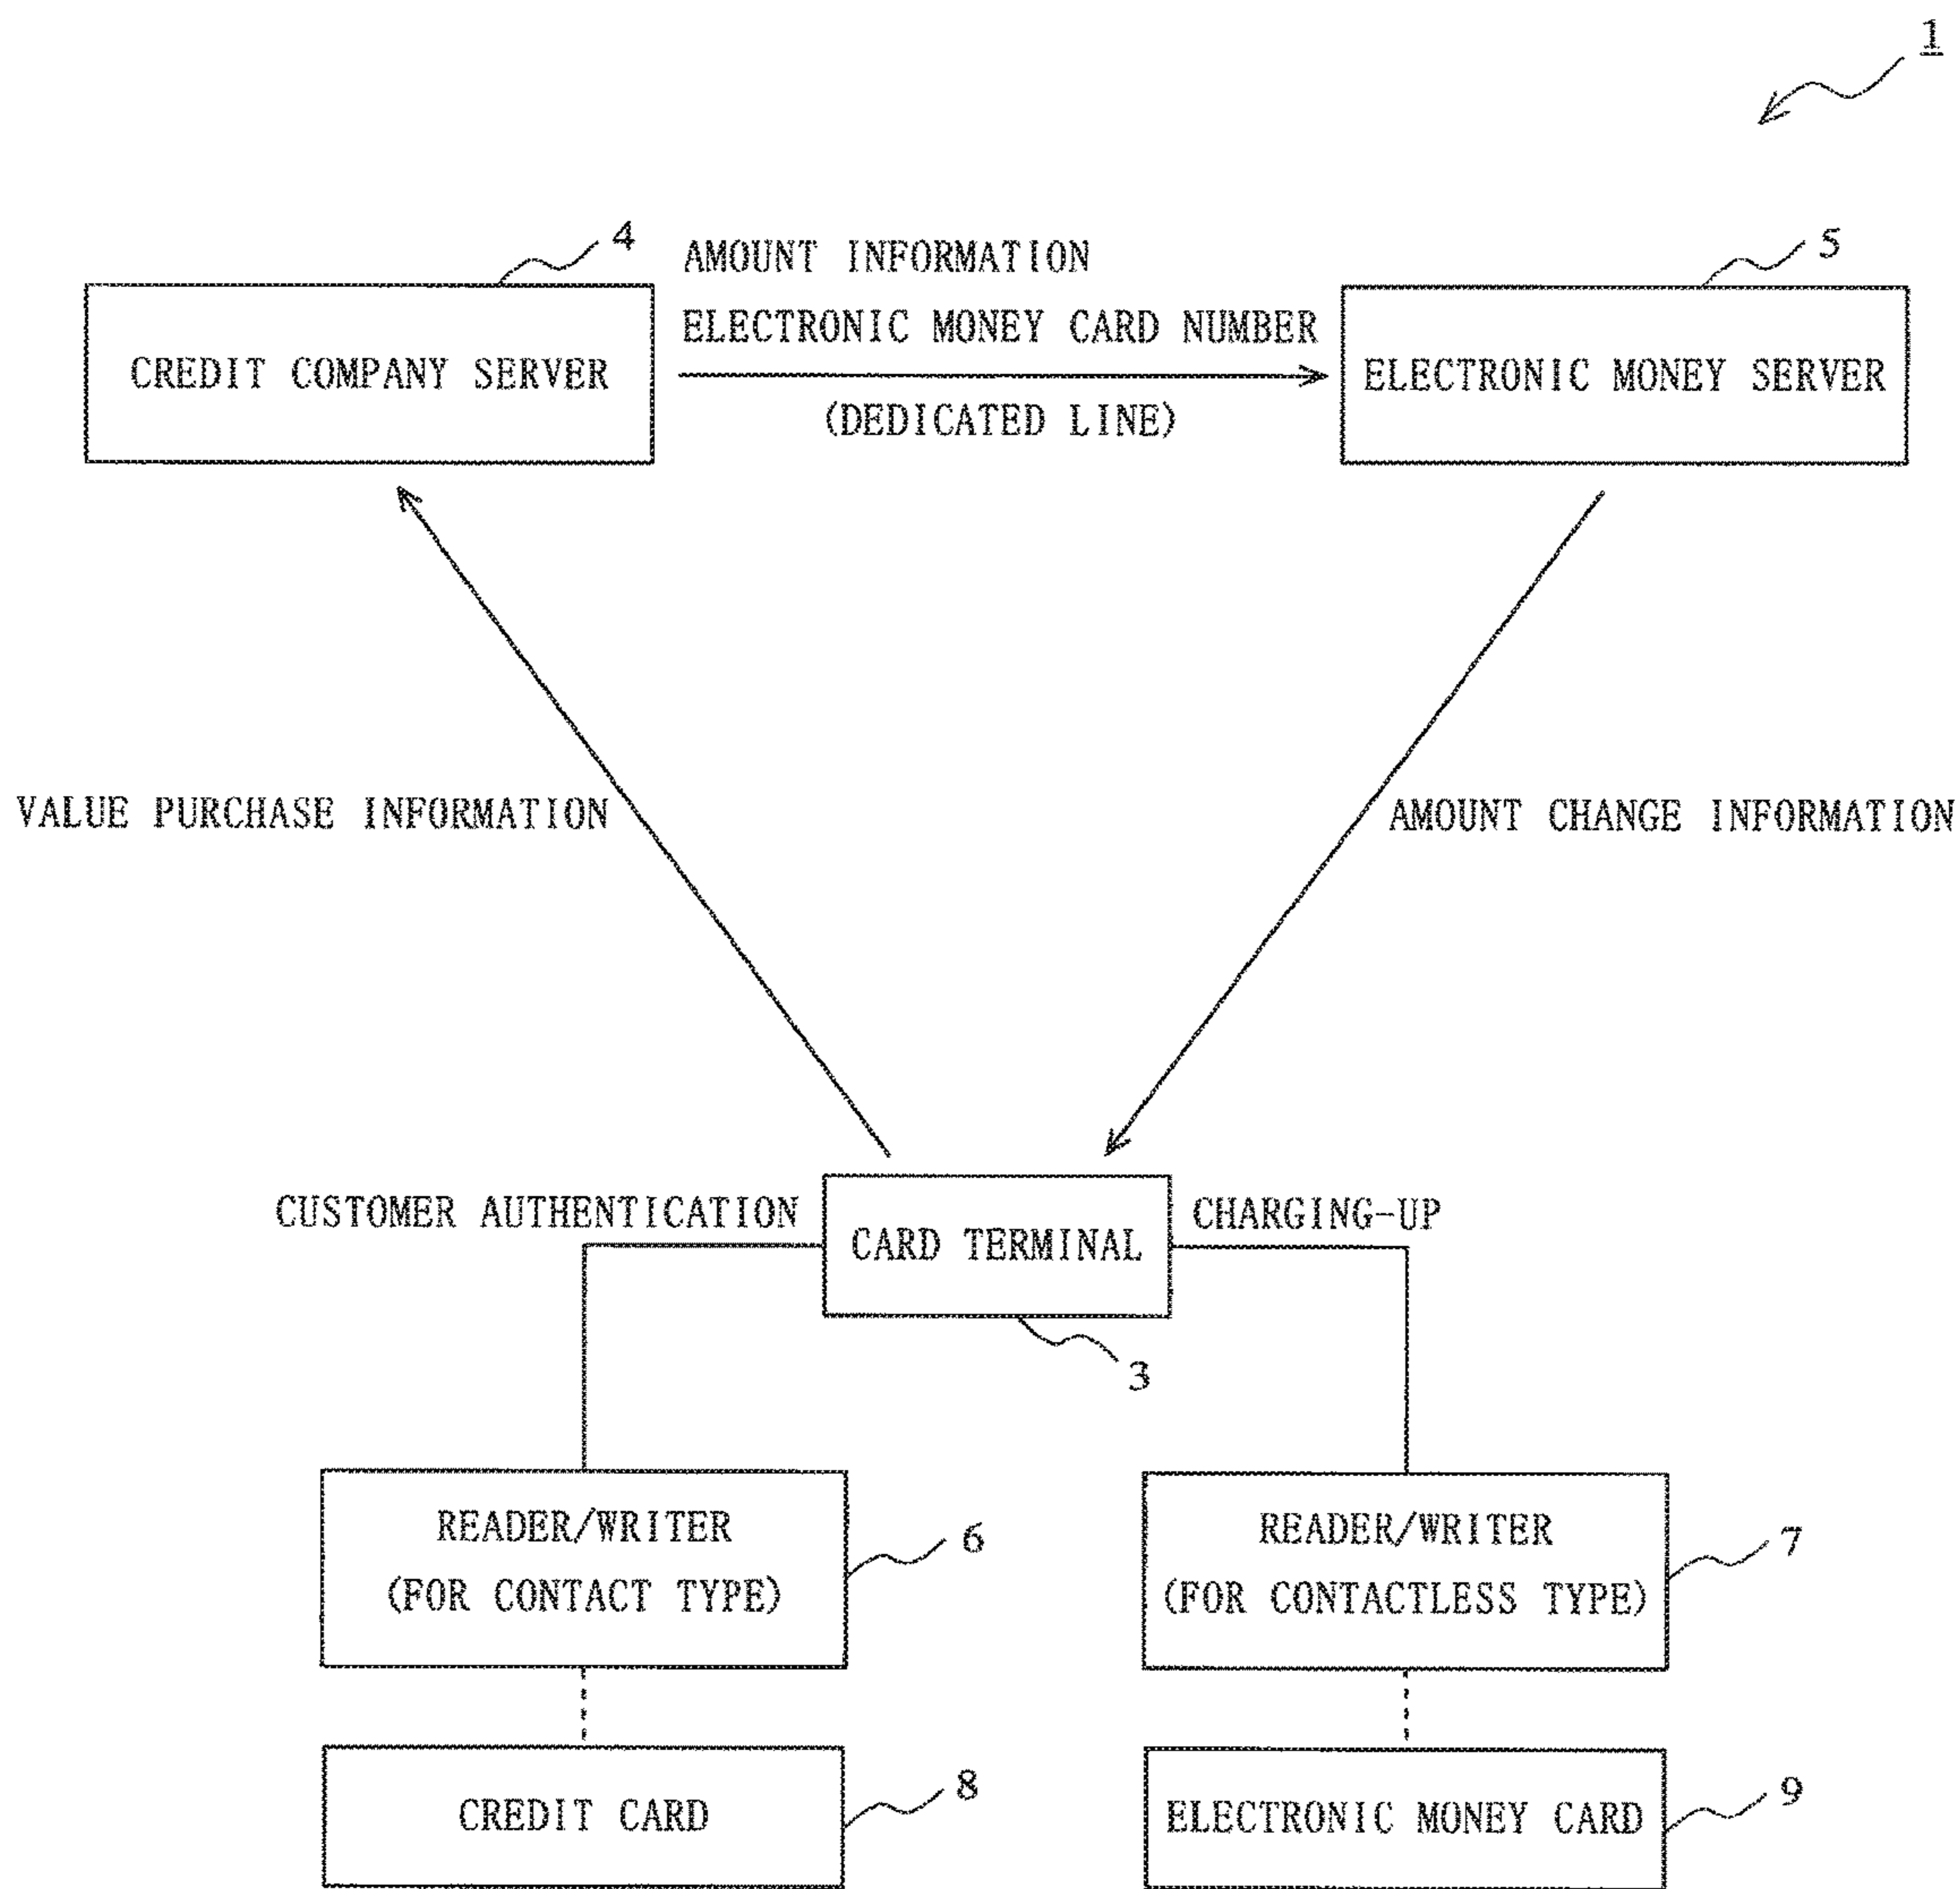 1
4
AMOUNT INFORMATION
5
ELECTRONIC MONEY CARD NUMBER
CREDIT COMPANY SERVER
ELECTRONIC MONEY SERVER
(DEDICATED LINE)
VALUE PURCHASE INFORMATION
AMOUNT CHANGE INFORMATION
CUSTOMER AUTHENTICATION
CHARGING-UP
CARD TERMINAL
3
READER/WRITER
(FOR CONTACT TYPE)
6
READER/WRITER
(FOR CONTACTLESS TYPE)
7
CREDIT CARD
8
ELECTRONIC MONEY CARD
9